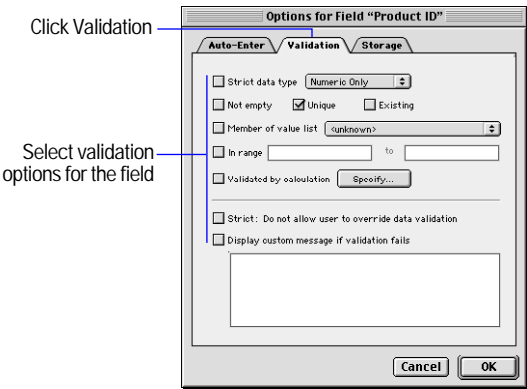 Click Validation
Options for Field “Product ID”
Auto-Enter Validation Storage
Strict data type Numeric Only
Not empty Unique Existing
Member of value list <unknown>
In range to
Select validation
options for the field
Validated by calculation Specify...
Strict: Do not allow user to override data validation
Display custom message if validation fails
Cancel OK